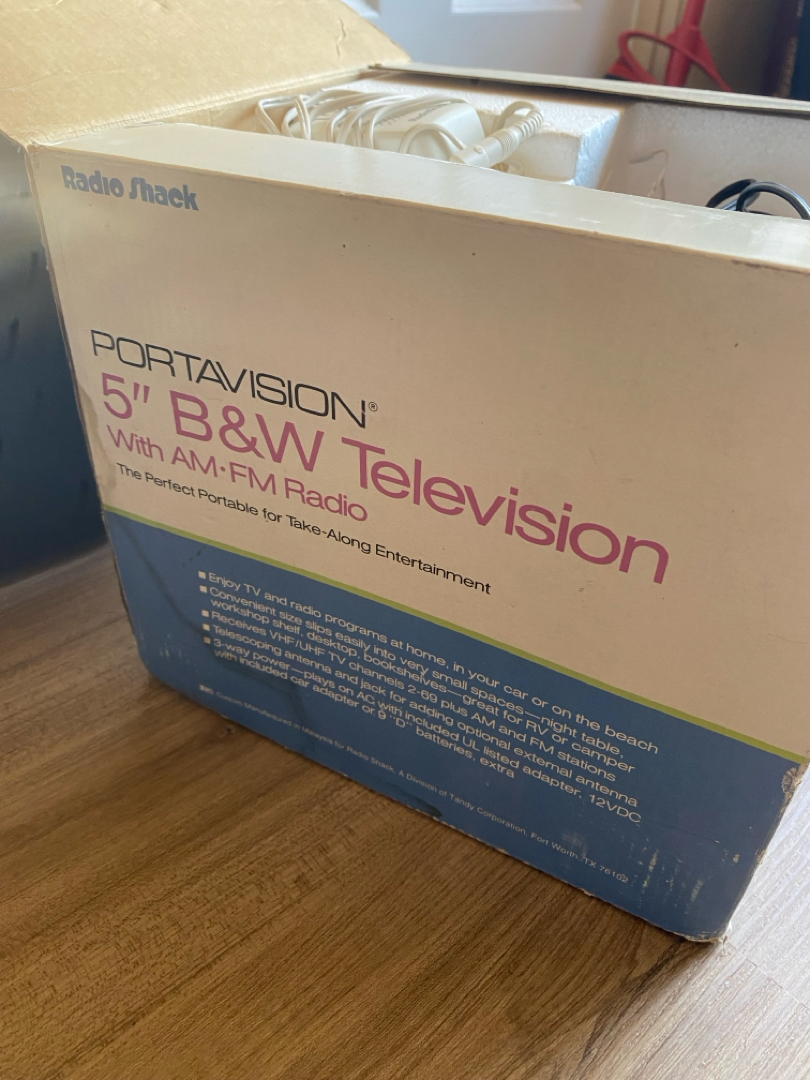 Radio Shack
PORTAVISION®
5" B&W Television
With AM•FM Radio
The Perfect Portable for Take-Along Entertainment
■ Enjoy TV and radio programs at home, in your car or on the beach
■ Convenient size slips easily into very small spaces—night table,
workshop shelf, desktop, bookshelves—great for RV or camper
■ Receives VHF/UHF TV channels 2-69 plus AM and FM stations
■ Telescoping antenna and jack for adding optional external antenna
■ 3-way power—plays on AC with included UL listed adapter, 12VDC
with included car adapter or 9 "D" batteries, extra
Custom Manufactured in Malaysia for Radio Shack, A Division of Tandy Corporation, Fort Worth, TX 76102